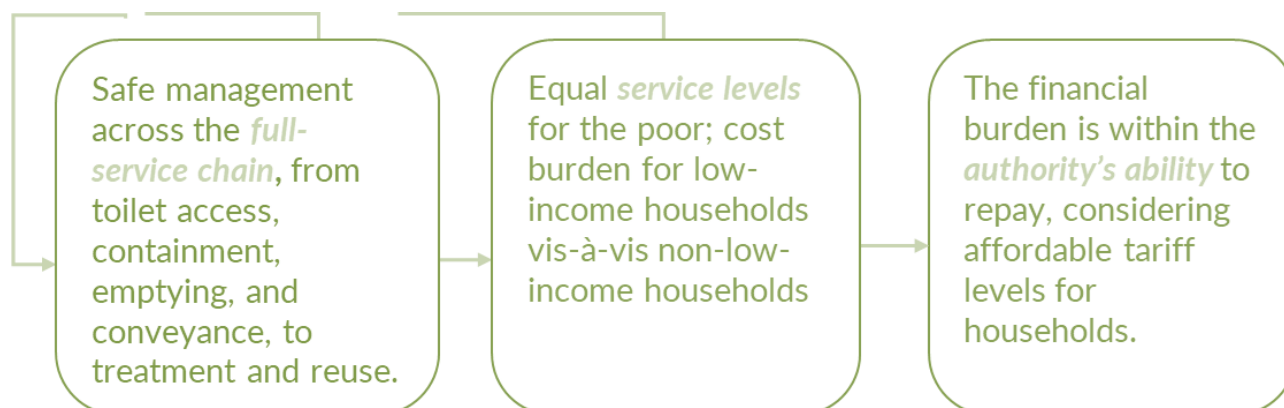 Safe management
across the full-
service chain, from
toilet access,
containment,
emptying, and
conveyance, to
treatment and reuse.
Equal service levels
for the poor; cost
burden for low-
income households
vis-à-vis non-low-
income households
The financial
burden is within the
authority’s ability to
repay, considering
affordable tariff
levels for
households.